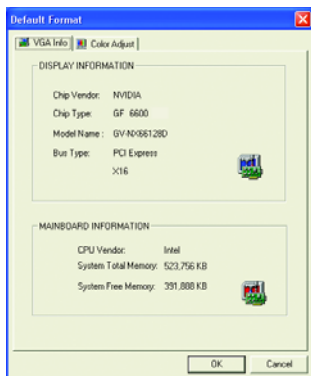 Default Format
VGA Info
Color Adjust
DISPLAY INFORMATION
Chip Vendor: NVIDIA
Chip Type: GF 6600
Model Name : GV-NX66128D
Bus Type: PCI Express
X16
MAINBOARD INFORMATION
CPU Vendor: Intel
System Total Memory: 523,756 KB
System Free Memory: 391,888 KB
OK
Cancel